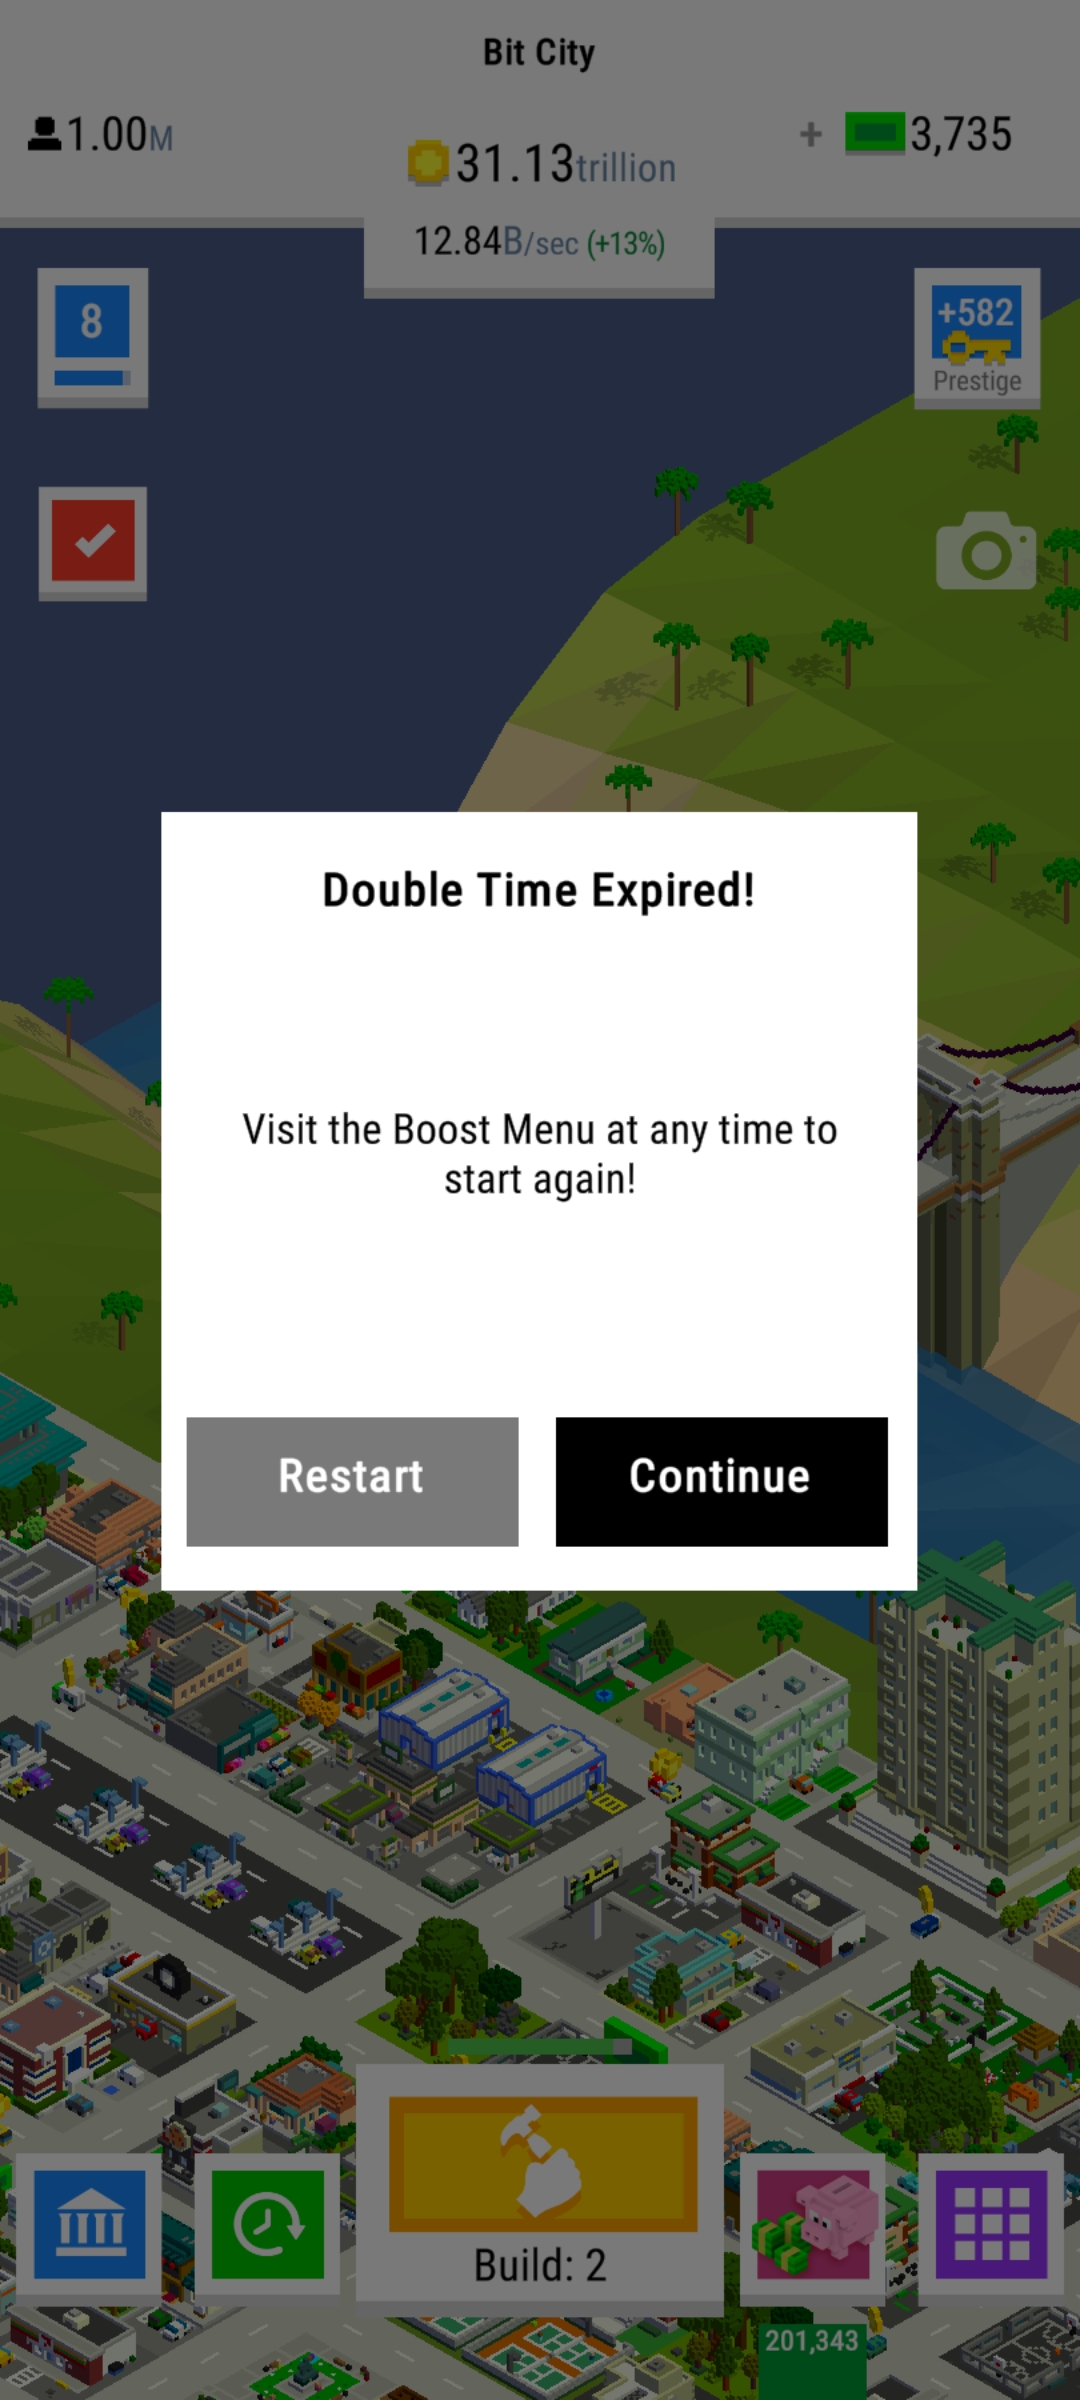 Bit City
1.00M
31.13trillion
+ 3,735
12.84B/sec (+13%)
8
+582
Prestige
Double Time Expired!
Visit the Boost Menu at any time to
start again!
Restart
Continue
Build: 2
201,343